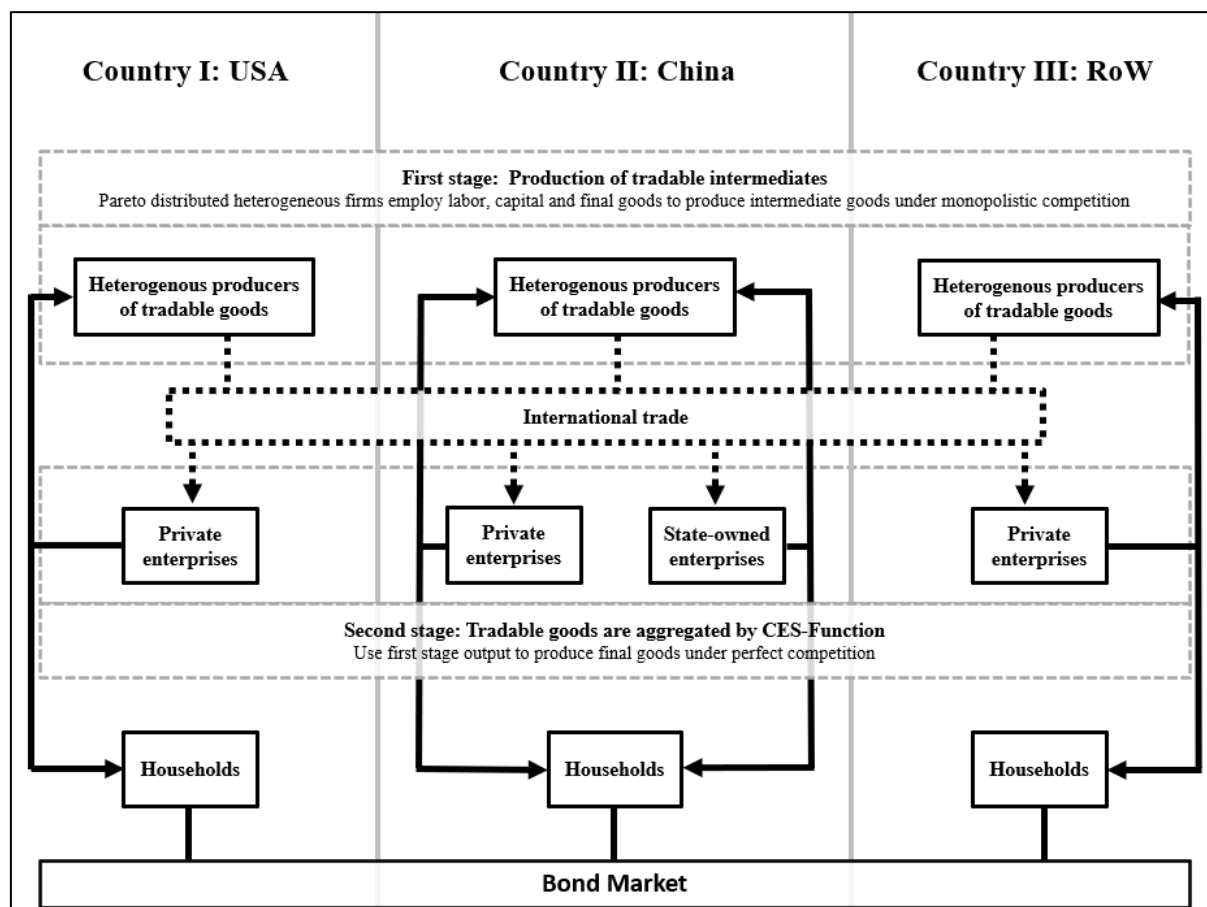 Country I: USA
Country II: China
Country III: RoW
First stage: Production of tradable intermediates
Pareto distributed heterogeneous firms employ labor, capital and final goods to produce intermediate goods under monopolistic competition
Heterogenous producers
of tradable goods
Heterogenous producers
of tradable goods
Heterogenous producers
of tradable goods
International trade
Private
enterprises
Private
enterprises
State-owned
enterprises
Private
enterprises
Second stage: Tradable goods are aggregated by CES-Function
Use first stage output to produce final goods under perfect competition
Households
Households
Households
Bond Market